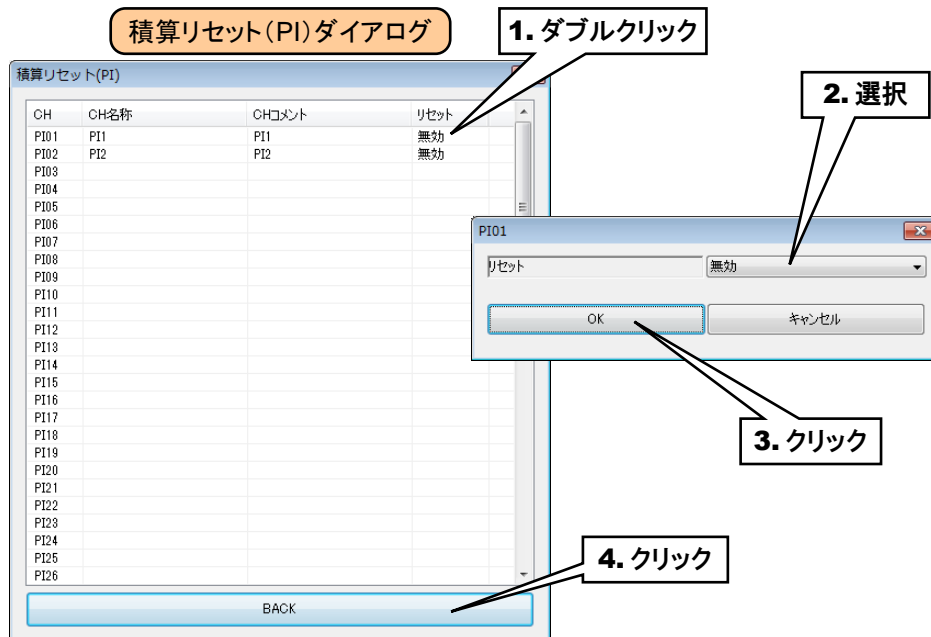 積算リセット(PI)ダイアログ
1. ダブルクリック
積算リセット(PI)
2. 選択
CH CH名称 CHコメント リセット
PI01 PI1 PI1 無効
PI02 PI2 PI2 無効
PI03
PI04
PI05
PI06
PI07
PI08
PI09
PI10
PI11
PI12
PI13
PI14
PI15
PI16
PI17
PI18
PI19
PI20
PI21
PI22
PI23
PI24
PI25
PI26
BACK
PI01
リセット 無効
OK キャンセル
3. クリック
4. クリック